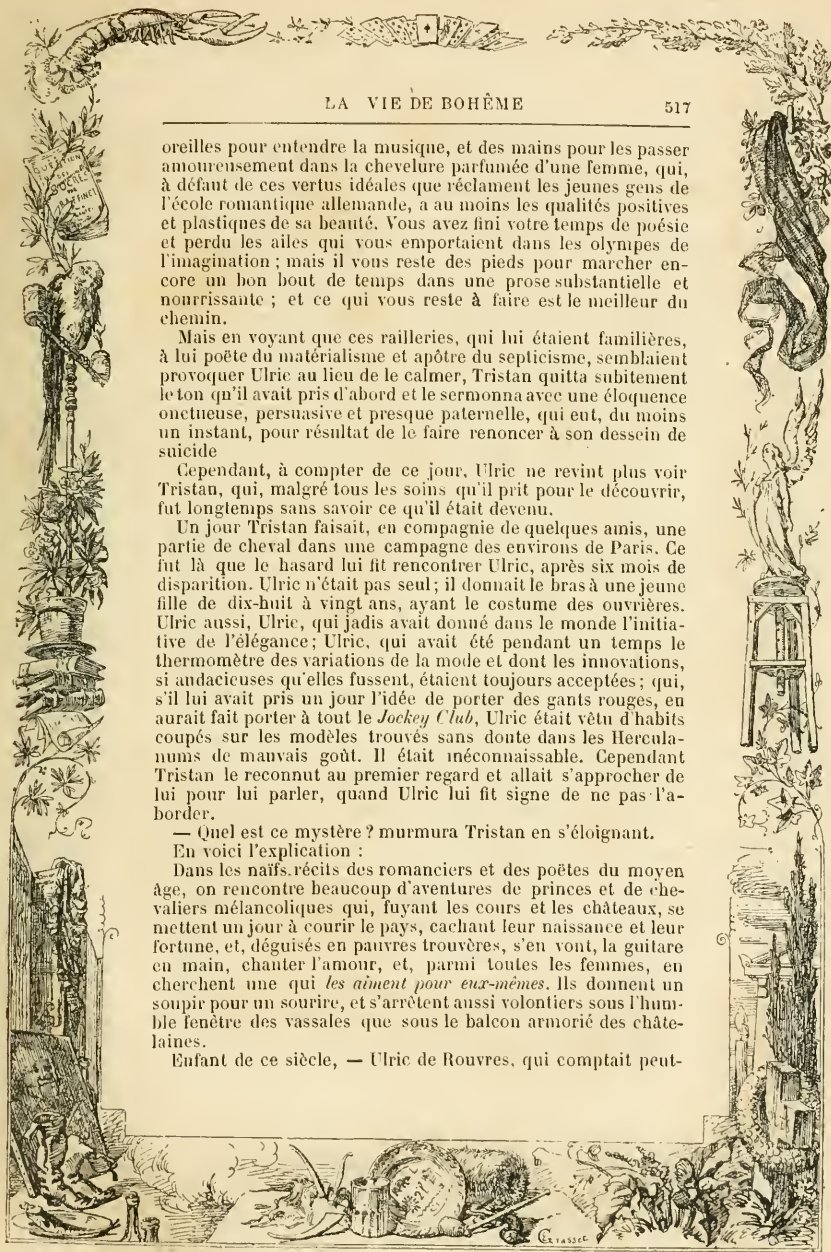 LA VIE DE BOHÊME 517
oreilles pour entendre la musique, et des mains pour les passer
amoureusement dans la chevelure parfumée d'une femme, qui,
à défaut de ces vertus idéales que réclament les jeunes gens de
l'école romantique allemande, a au moins les qualités positives
et plastiques de sa beauté. Vous avez fini votre temps de poésie
et perdu les ailes qui vous emportaient dans les olympes de
l'imagination ; mais il vous reste des pieds pour marcher en-
core un bon bout de temps dans une prose substantielle et
nourrissante ; et ce qui vous reste à faire est le meilleur du
chemin.
Mais en voyant que ces railleries, qui lui étaient familières,
à lui poëte du matérialisme et apôtre du septicisme, semblaient
provoquer Ulric au lieu de le calmer, Tristan quitta subitement
le ton qu'il avait pris d'abord et le sermonna avec une éloquence
onctueuse, persuasive et presque paternelle, qui eut, du moins
un instant, pour résultat de le faire renoncer à son dessein de
suicide
Cependant, à compter de ce jour, Ulric ne revint plus voir
Tristan, qui, malgré tous les soins qu'il prit pour le découvrir,
fut longtemps sans savoir ce qu'il était devenu.
Un jour Tristan faisait, en compagnie de quelques amis, une
partie de cheval dans une campagne des environs de Paris. Ce
fut là que le hasard lui fit rencontrer Ulric, après six mois de
disparition. Ulric n'était pas seul ; il donnait le bras à une jeune
fille de dix-huit à vingt ans, ayant le costume des ouvrières.
Ulric aussi, Ulric, qui jadis avait donné dans le monde l'initia-
tive de l'élégance ; Ulric, qui avait été pendant un temps le
thermomètre des variations de la mode et dont les innovations,
si audacieuses qu'elles fussent, étaient toujours acceptées ; qui,
s'il lui avait pris un jour l'idée de porter des gants rouges, en
aurait fait porter à tout le Jockey Club, Ulric était vêtu d'habits
coupés sur les modèles trouvés sans doute dans les Hercula-
nums de mauvais goût. Il était méconnaissable. Cependant
Tristan le reconnut au premier regard et allait s'approcher de
lui pour lui parler, quand Ulric lui fit signe de ne pas l'a-
border.
— Quel est ce mystère ? murmura Tristan en s'éloignant.
En voici l'explication :
Dans les naïfs récits des romanciers et des poëtes du moyen
âge, on rencontre beaucoup d'aventures de princes et de che-
valiers mélancoliques qui, fuyant les cours et les châteaux, se
mettent un jour à courir le pays, cachant leur naissance et leur
fortune, et, déguisés en pauvres trouvères, s'en vont, la guitare
en main, chanter l'amour, et, parmi toutes les femmes, en
cherchent une qui les aiment pour eux-mêmes. Ils donnent un
soupir pour un sourire, et s'arrêtent aussi volontiers sous l'hum-
ble fenêtre des vassales que sous le balcon armorié des châte-
laines.
Enfant de ce siècle, — Ulric de Rouvres, qui comptait peut-